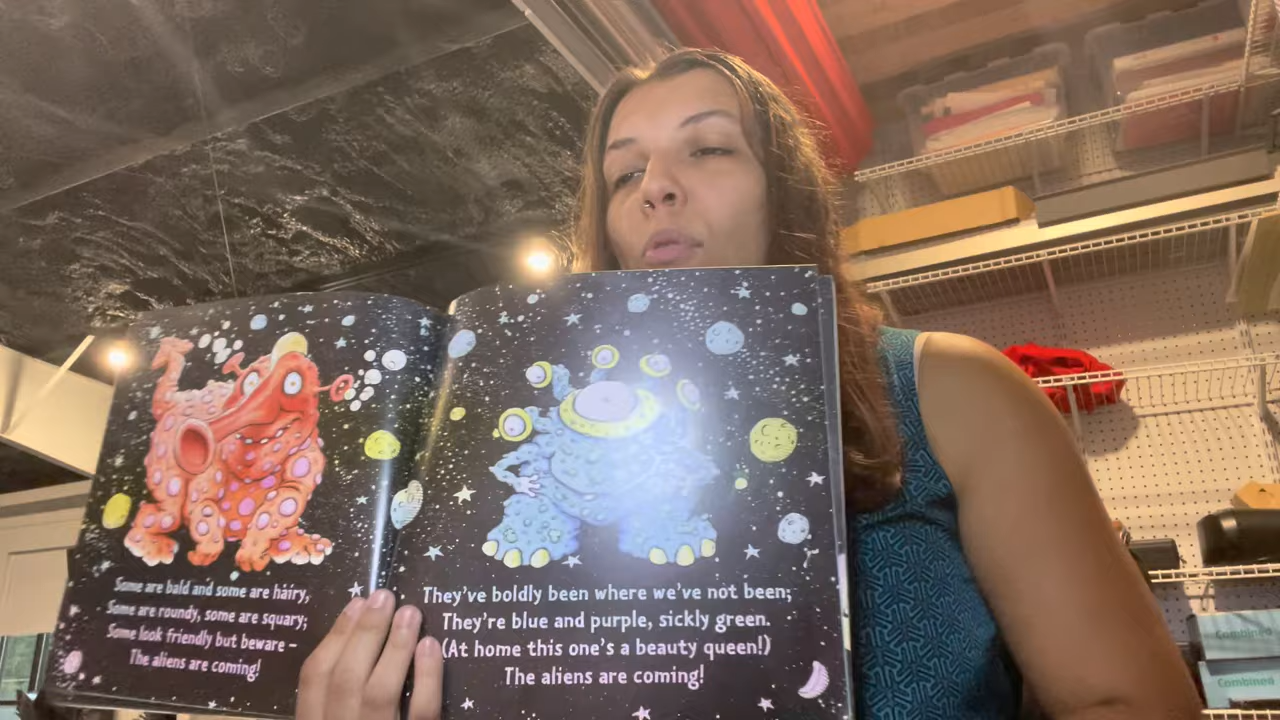 Some are bald and some are hairy,
Some are roundy, some are squary;
Some look friendly but beware –
The aliens are coming!
They've boldly been where we've not been;
They're blue and purple, sickly green.
(At home this one's a beauty queen!)
The aliens are coming!
Combined
Combined